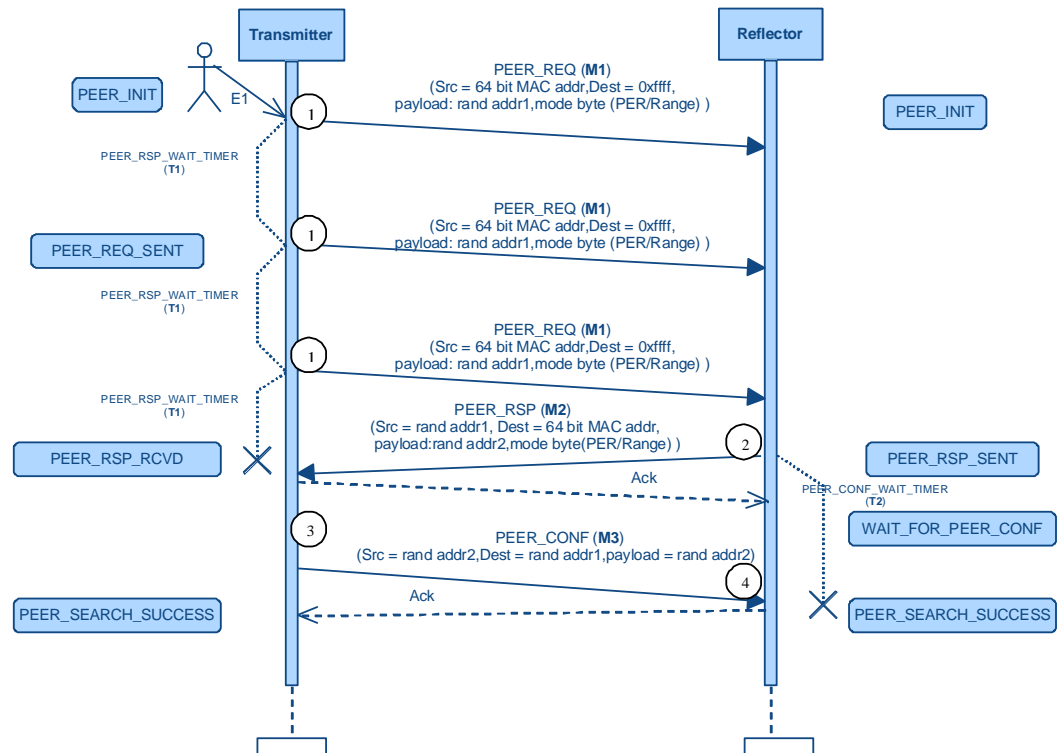 Transmitter
Reflector
PEER_INIT
E1
1
PEER_REQ (M1)
(Src = 64 bit MAC addr,Dest = 0xffff,
payload: rand addr1,mode byte (PER/Range) )
PEER_INIT
PEER_RSP_WAIT_TIMER
(T1)
1
PEER_REQ (M1)
(Src = 64 bit MAC addr,Dest = 0xffff,
payload: rand addr1,mode byte (PER/Range) )
PEER_REQ_SENT
PEER_RSP_WAIT_TIMER
(T1)
1
PEER_REQ (M1)
(Src = 64 bit MAC addr,Dest = 0xffff,
payload: rand addr1,mode byte (PER/Range) )
PEER_RSP_WAIT_TIMER
(T1)
PEER_RSP (M2)
(Src = rand addr1, Dest = 64 bit MAC addr,
payload:rand addr2,mode byte(PER/Range) )
2
PEER_RSP_RCVD
PEER_RSP_SENT
Ack
PEER_CONF_WAIT_TIMER
(T2)
3
WAIT_FOR_PEER_CONF
PEER_CONF (M3)
(Src = rand addr2,Dest = rand addr1,payload = rand addr2)
4
Ack
PEER_SEARCH_SUCCESS
PEER_SEARCH_SUCCESS